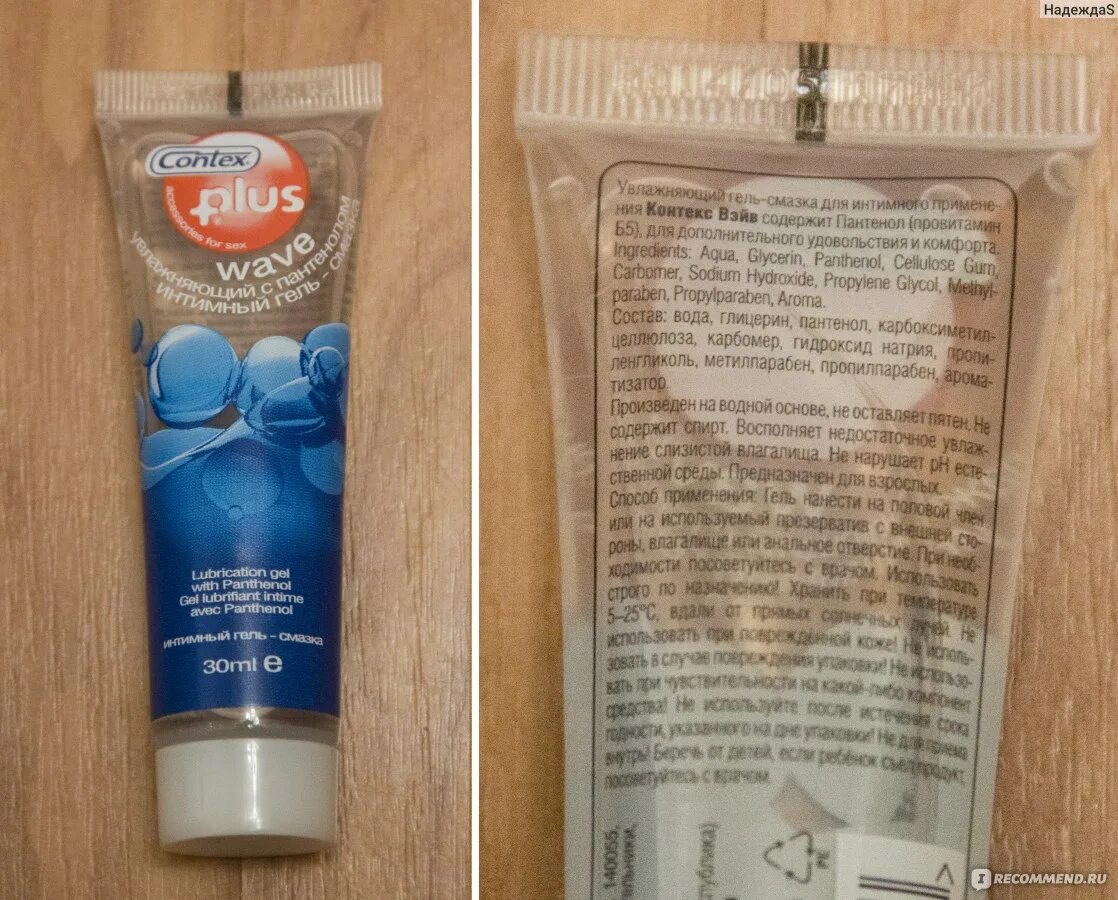 Contex
plus
accessories for sex
wave
увлажняющий с пантенолом
интимный гель - смазка
Lubrication gel
with Panthenol
Gel lubrifiant intime
avec Panthenol
интимный гель - смазка
30ml e
НадеждаS
Увлажняющий гель-смазка для интимного примене-
ния Контекс Вэйв содержит Пантенол (провитамин
Б5), для дополнительного удовольствия и комфорта.
Ingredients: Aqua, Glycerin, Panthenol, Cellulose Gum,
Carbomer, Sodium Hydroxide, Propylene Glycol, Methyl-
paraben, Propylparaben, Aroma.
Состав: вода, глицерин, пантенол, карбоксиметил-
целлюлоза, карбомер, гидроксид натрия, пропи-
ленгликоль, метилпарабен, пропилпарабен, арома-
тизатор.
Произведен на водной основе, не оставляет пятен. Не
содержит спирт. Восполняет недостаточное увлаж-
нение слизистой влагалища. Не нарушает pH есте-
ственной среды. Предназначен для взрослых.
Способ применения: Гель нанести на половой член
или на используемый презерватив с внешней сто-
роны, влагалище или анальное отверстие. При необ-
ходимости посоветуйтесь с врачом. Использовать
строго по назначению! Хранить при температуре
5-25°C, вдали от прямых солнечных лучей. Не
использовать при повреждённой коже! Не исполь-
зовать в случае повреждения упаковки! Не использо-
вать при чувствительности на какой-либо компонент
средства! Не используйте после истечения срока
годности, указанного на дне упаковки! Не для приема
внутрь! Беречь от детей, если ребёнок съел продукт,
посоветуйтесь с врачом.
140055,
ельники,
публика)
PE
IRECOMMEND.RU